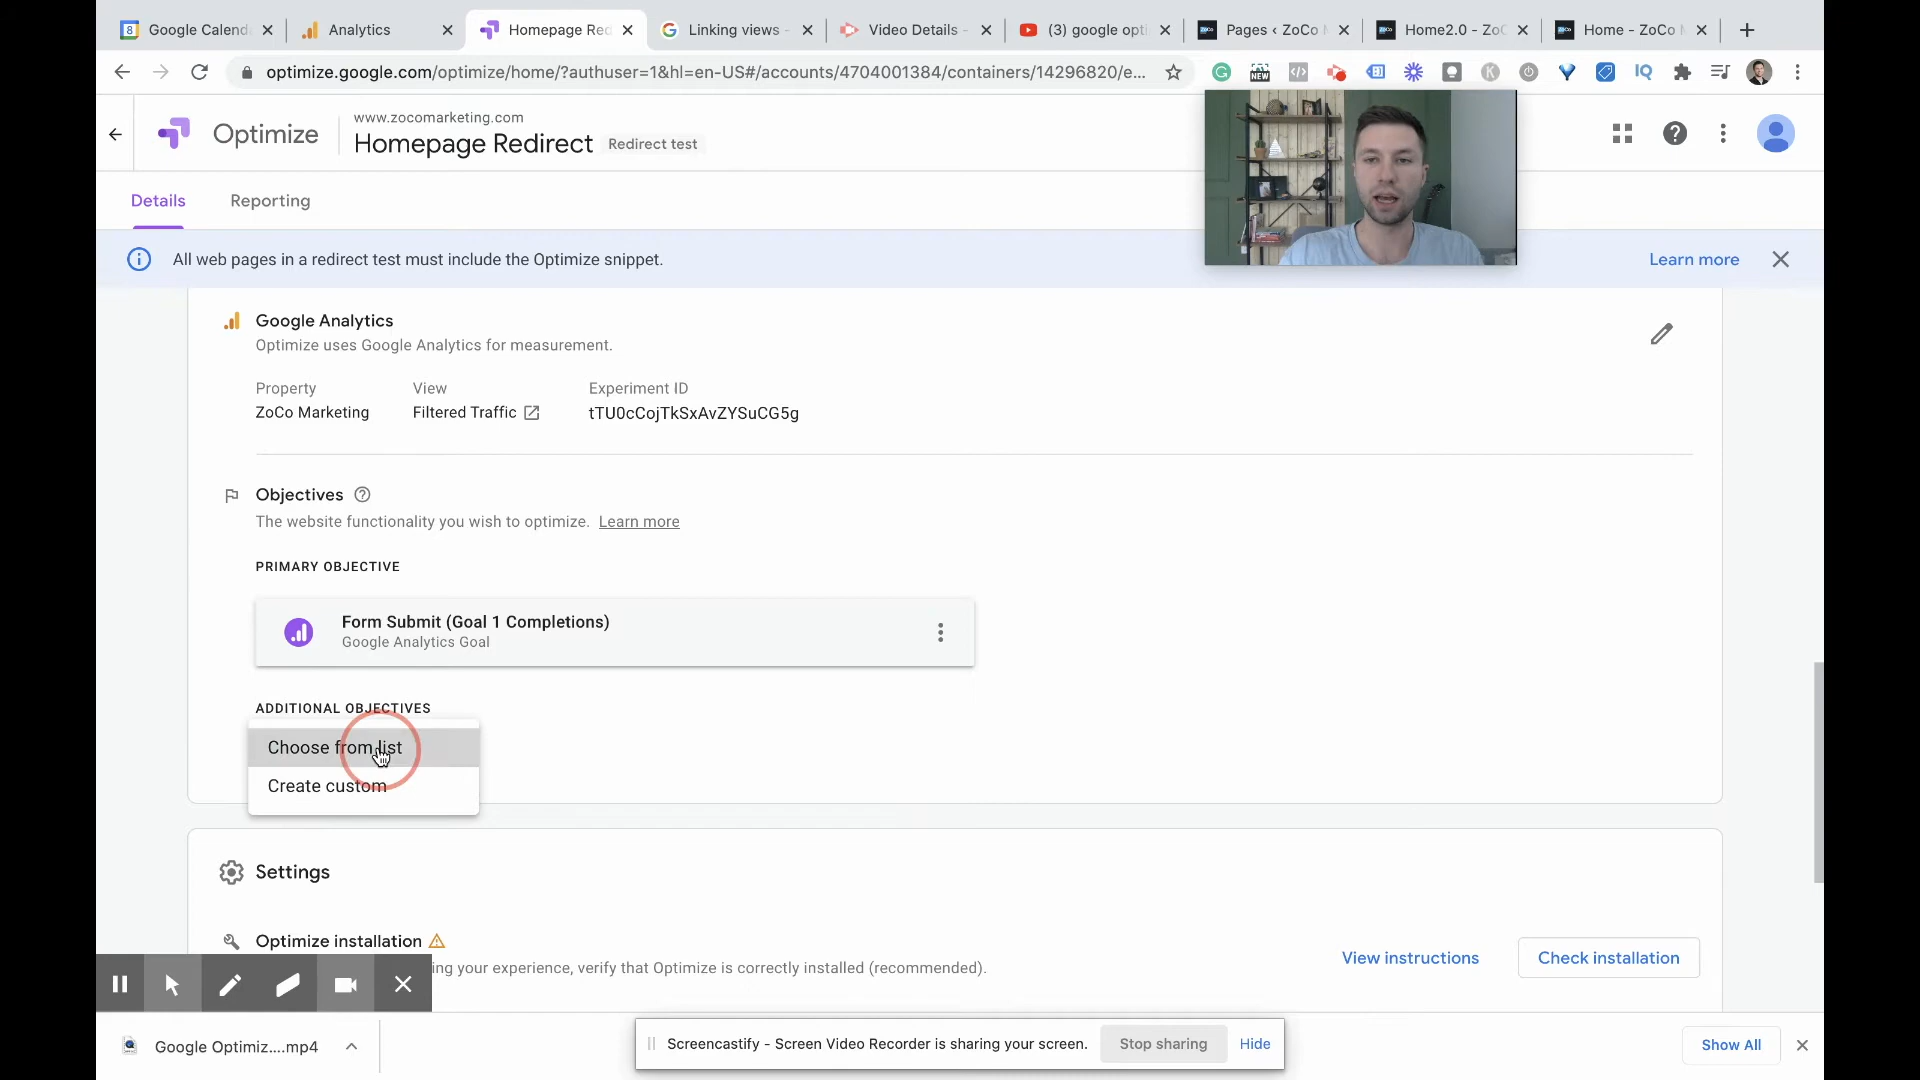 8 Google Calend
Analytics
Homepage Red
Linking views -
Video Details -
(3) google opti
Pages ‹ ZoCo M
Home2.0 - ZoC
Home - ZoCo M
optimize.google.com/optimize/home/?authuser=1&hl=en-US#/accounts/4704001384/containers/14296820/e...
NEW
IQ
Optimize
www.zocomarketing.com
Homepage Redirect
Redirect test
Details
Reporting
All web pages in a redirect test must include the Optimize snippet.
Learn more
Google Analytics
Optimize uses Google Analytics for measurement.
Property
View
Experiment ID
ZoCo Marketing
Filtered Traffic
tTU0cCojTkSxAvZYSuCG5g
Objectives
The website functionality you wish to optimize. Learn more
PRIMARY OBJECTIVE
Form Submit (Goal 1 Completions)
Google Analytics Goal
ADDITIONAL OBJECTIVES
Choose from list
Create custom
Settings
Optimize installation
ing your experience, verify that Optimize is correctly installed (recommended).
View instructions
Check installation
Google Optimiz....mp4
Screencastify - Screen Video Recorder is sharing your screen.
Stop sharing
Hide
Show All